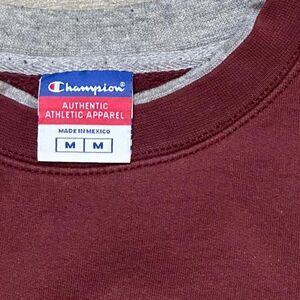 Champion
AUTHENTIC
ATHLETIC APPAREL
MADE IN MEXICO
M M